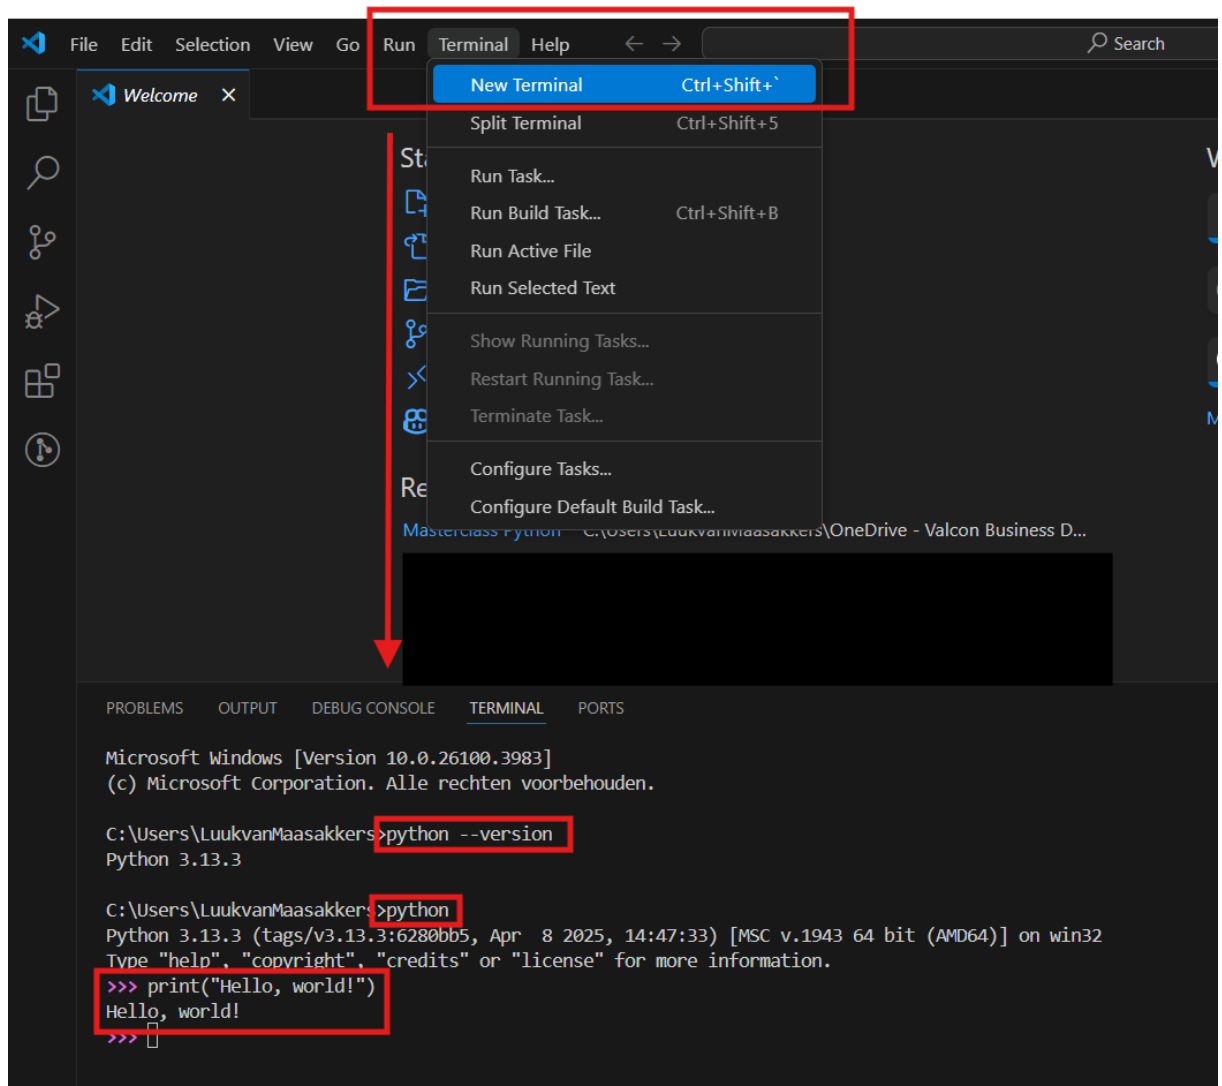 File Edit Selection View Go Run Terminal Help Search
Welcome
New Terminal Ctrl+Shift+`
Split Terminal Ctrl+Shift+5
Run Task...
Run Build Task... Ctrl+Shift+B
Run Active File
Run Selected Text
Show Running Tasks...
Restart Running Task...
Terminate Task...
Configure Tasks...
Configure Default Build Task...
Masterclass Python C:\Users\LuukvanMaasakkers\OneDrive - Valcon Business D...
PROBLEMS OUTPUT DEBUG CONSOLE TERMINAL PORTS
Microsoft Windows [Version 10.0.26100.3983]
(c) Microsoft Corporation. Alle rechten voorbehouden.
C:\Users\LuukvanMaasakkers>python --version
Python 3.13.3
C:\Users\LuukvanMaasakkers>python
Python 3.13.3 (tags/v3.13.3:6280bb5, Apr  8 2025, 14:47:33) [MSC v.1943 64 bit (AMD64)] on win32
Type "help", "copyright", "credits" or "license" for more information.
>>> print("Hello, world!")
Hello, world!
>>>